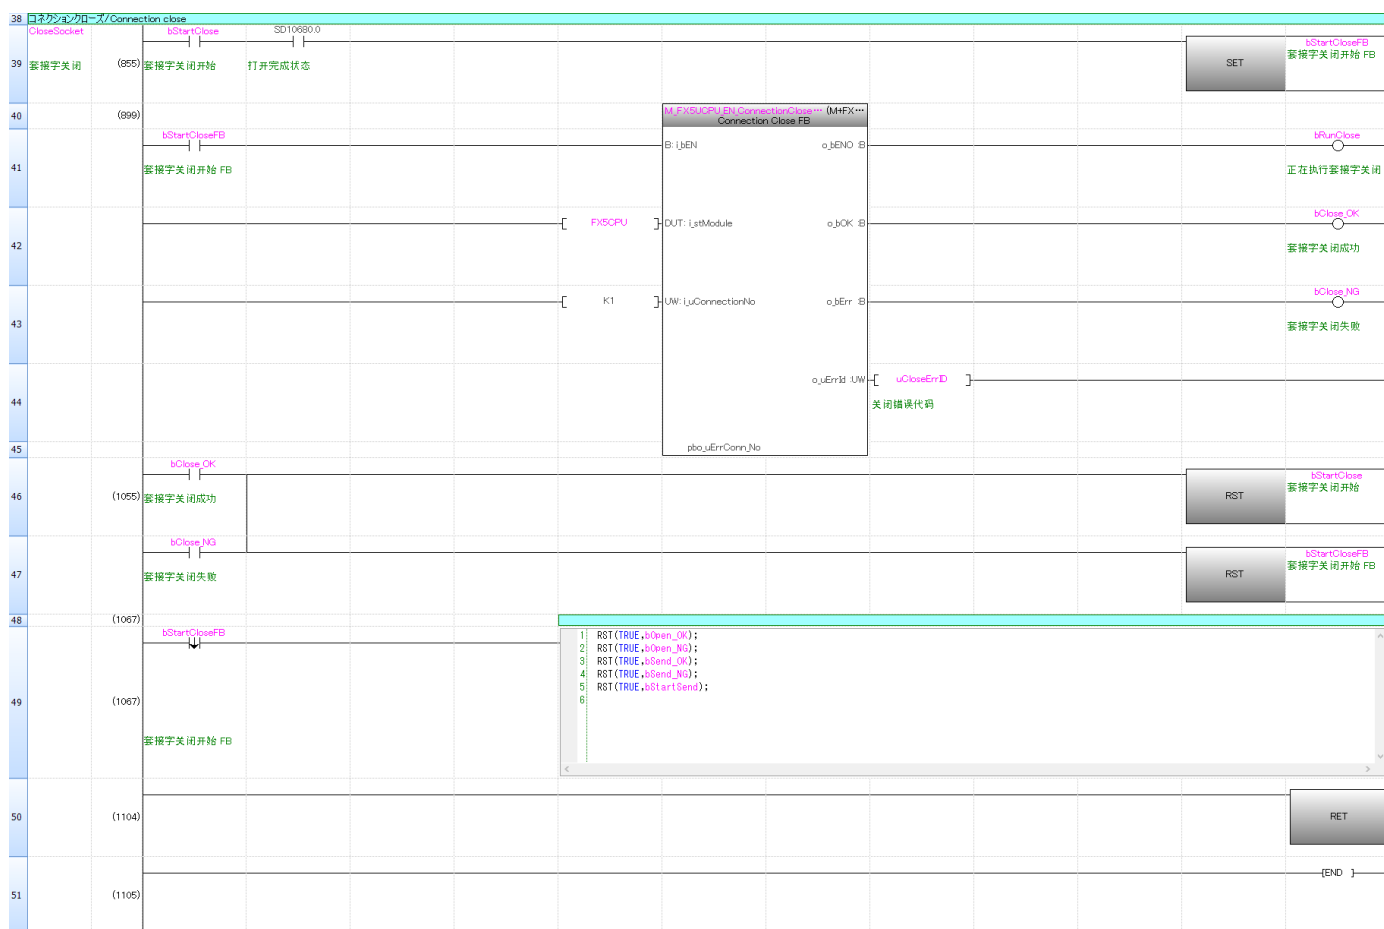 38 コネクションクローズ/Connection close
CloseSocket bStartClose SD10680.0 bStartCloseFB
39 套接字关闭 (855) 套接字关闭开始 打开完成状态 SET 套接字关闭开始 FB
40 (899) M_FX5UCPU_EN_ConnectionClose… (M+FX…
Connection Close FB
bStartCloseFB B: i_bEN o_bENO :B bRunClose
41 套接字关闭开始 FB 正在执行套接字关闭
FX5CPU DUT: i_stModule o_bOK :B bClose_OK
42 套接字关闭成功
K1 UW: i_uConnectionNo o_bErr :B bClose_NG
43 套接字关闭失败
o_uErrId :UW uCloseErrID
44 关闭错误代码
45 pbo_uErrConn_No
bClose_OK bStartClose
46 (1055) 套接字关闭成功 RST 套接字关闭开始
bClose_NG bStartCloseFB
47 套接字关闭失败 RST 套接字关闭开始 FB
48 (1067)
bStartCloseFB
1 RST(TRUE,bOpen_OK);
2 RST(TRUE,bOpen_NG);
3 RST(TRUE,bSend_OK);
4 RST(TRUE,bSend_NG);
5 RST(TRUE,bStartSend);
6
49 (1067)
套接字关闭开始 FB
50 (1104) RET
[END ]
51 (1105)